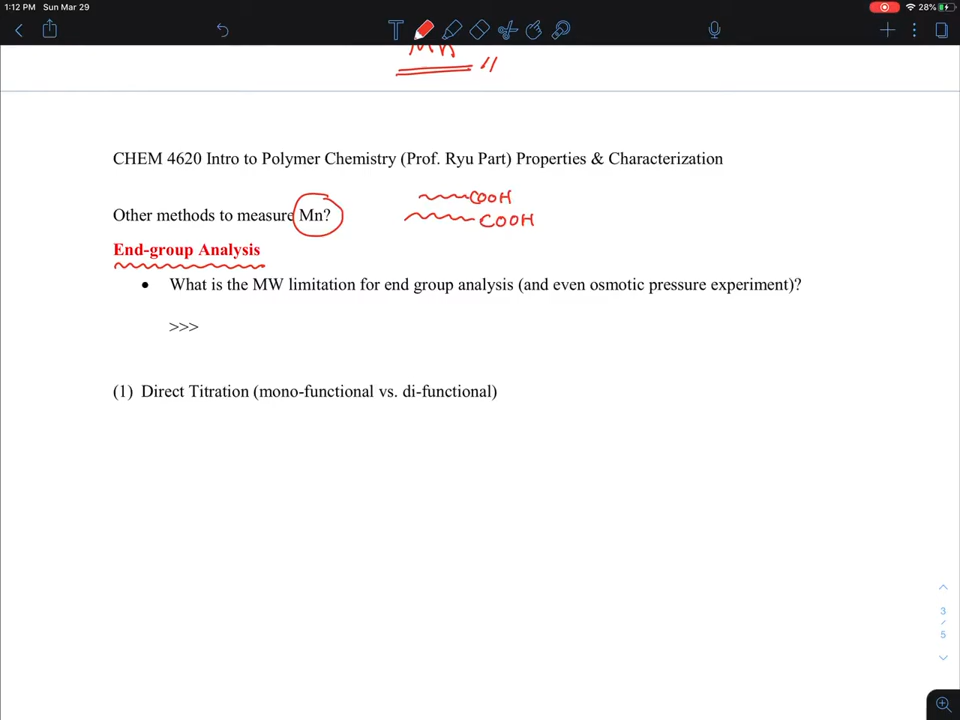 1:12 PM Sun Mar 29
28%
T
CHEM 4620 Intro to Polymer Chemistry (Prof. Ryu Part) Properties & Characterization
COOH
Other methods to measure Mn?
COOH
End-group Analysis
• What is the MW limitation for end group analysis (and even osmotic pressure experiment)?
>>>
(1) Direct Titration (mono-functional vs. di-functional)
3
/
5